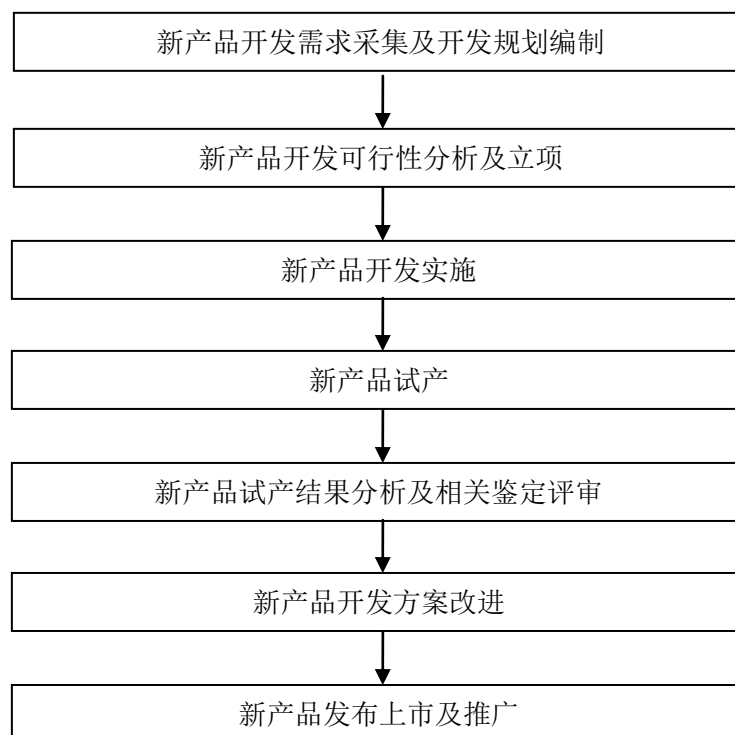 新产品开发需求采集及开发规划编制
新产品开发可行性分析及立项
新产品开发实施
新产品试产
新产品试产结果分析及相关鉴定评审
新产品开发方案改进
新产品发布上市及推广